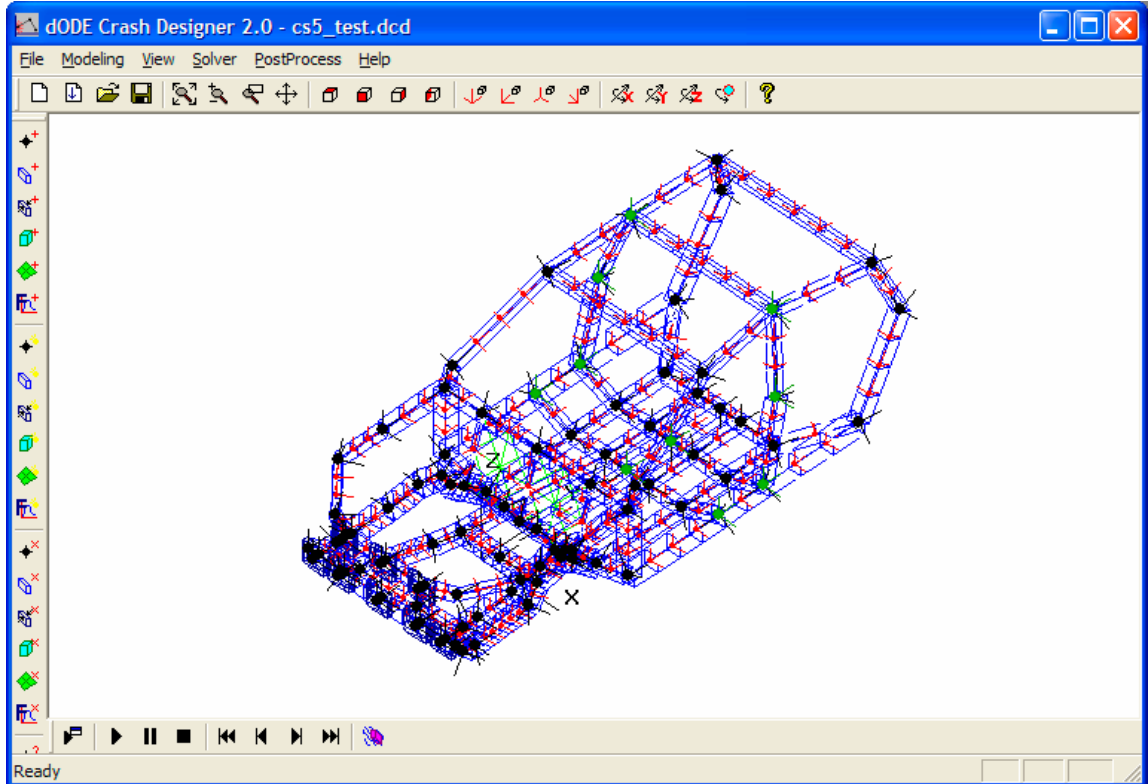 dODE Crash Designer 2.0 - cs5_test.dcd
File Modeling View Solver PostProcess Help
Z
X
Ready